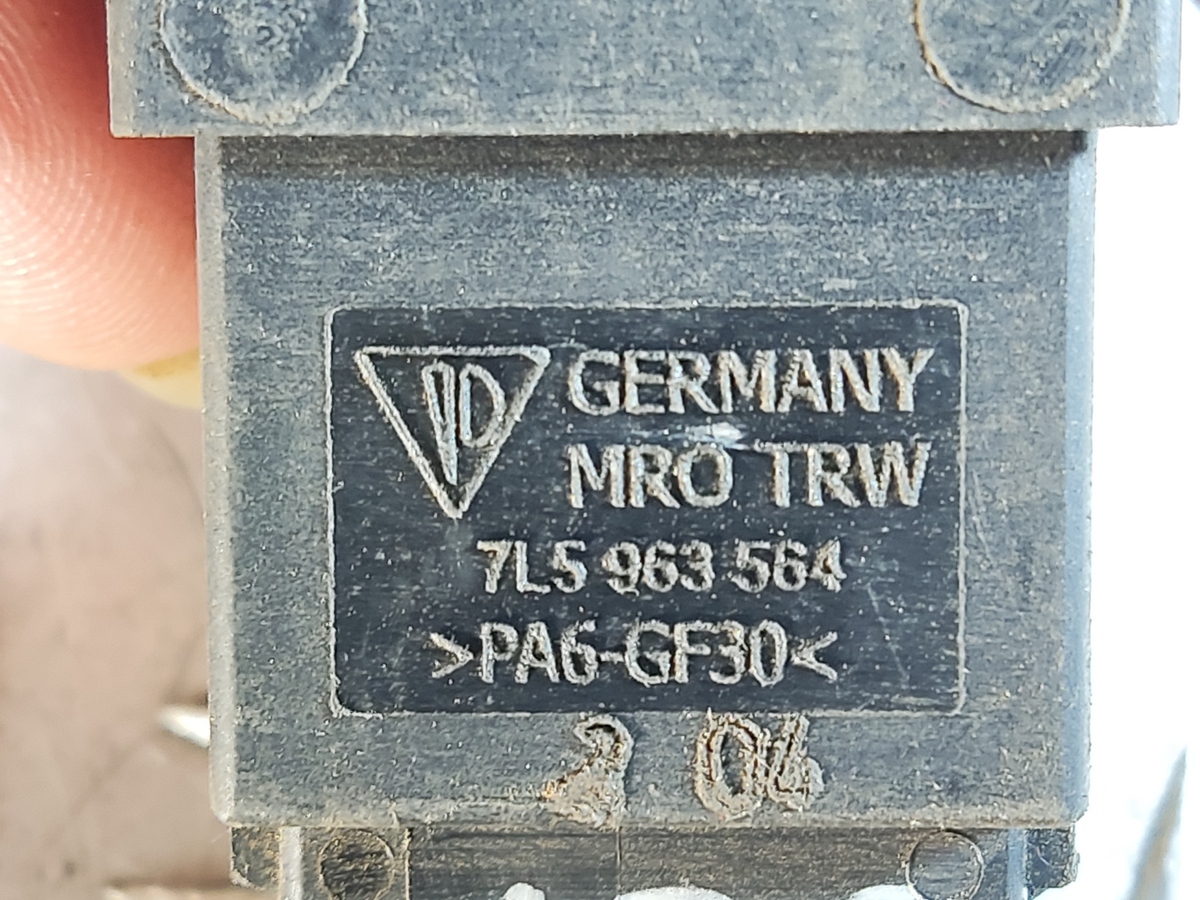 GERMANY
MRO TRW
7L5 963 564
>PA6-GF30<
2 04